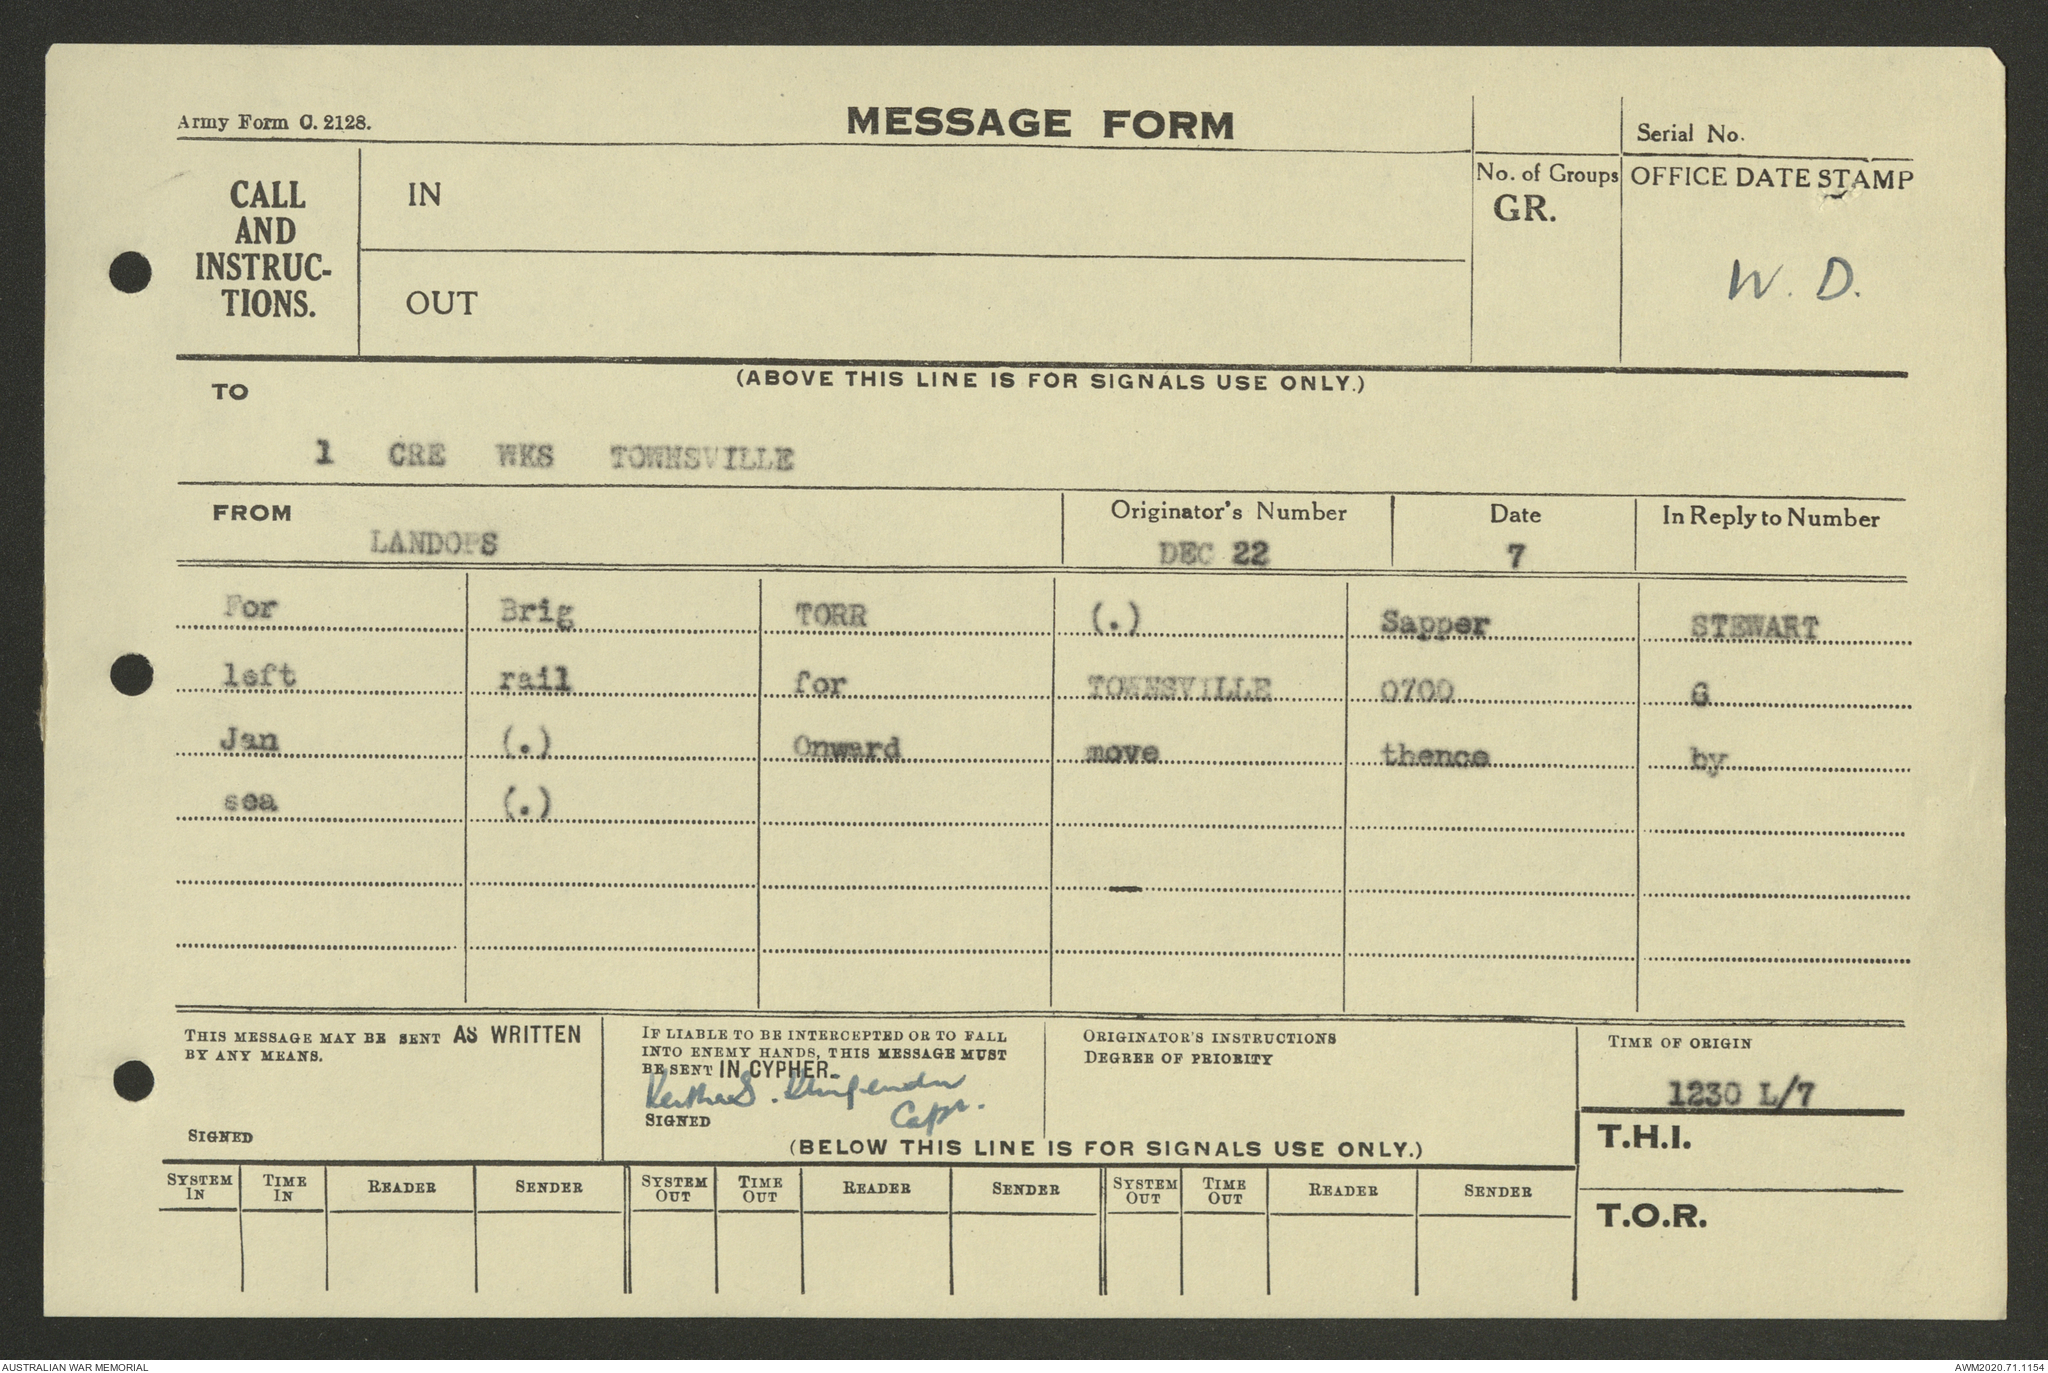 Army Form C. 2128.
MESSAGE FORM
Serial No.
CALL
AND
INSTRUC-
TIONS.
IN
OUT
No. of Groups
GR.
OFFICE DATE STAMP
W. D.
(ABOVE THIS LINE IS FOR SIGNALS USE ONLY.)
TO
1 CRE WKS TOWNSVILLE
FROM
LANDOPS
Originator's Number
DEC 22
Date
7
In Reply to Number
For Brig TORR (.) Sapper STEWART
left rail for TOWNSVILLE 0700 6
Jan (.) Onward move thence by
sea (.)
THIS MESSAGE MAY BE SENT AS WRITTEN
BY ANY MEANS.
SIGNED
IF LIABLE TO BE INTERCEPTED OR TO FALL
INTO ENEMY HANDS, THIS MESSAGE MUST
BE SENT IN CYPHER.
Capt.
SIGNED
ORIGINATOR'S INSTRUCTIONS
DEGREE OF PRIORITY
TIME OF ORIGIN
1230 L/7
(BELOW THIS LINE IS FOR SIGNALS USE ONLY.)
T.H.I.
T.O.R.
SYSTEM IN TIME IN READER SENDER SYSTEM OUT TIME OUT READER SENDER SYSTEM OUT TIME OUT READER SENDER
AUSTRALIAN WAR MEMORIAL
AWM2020.71.1154